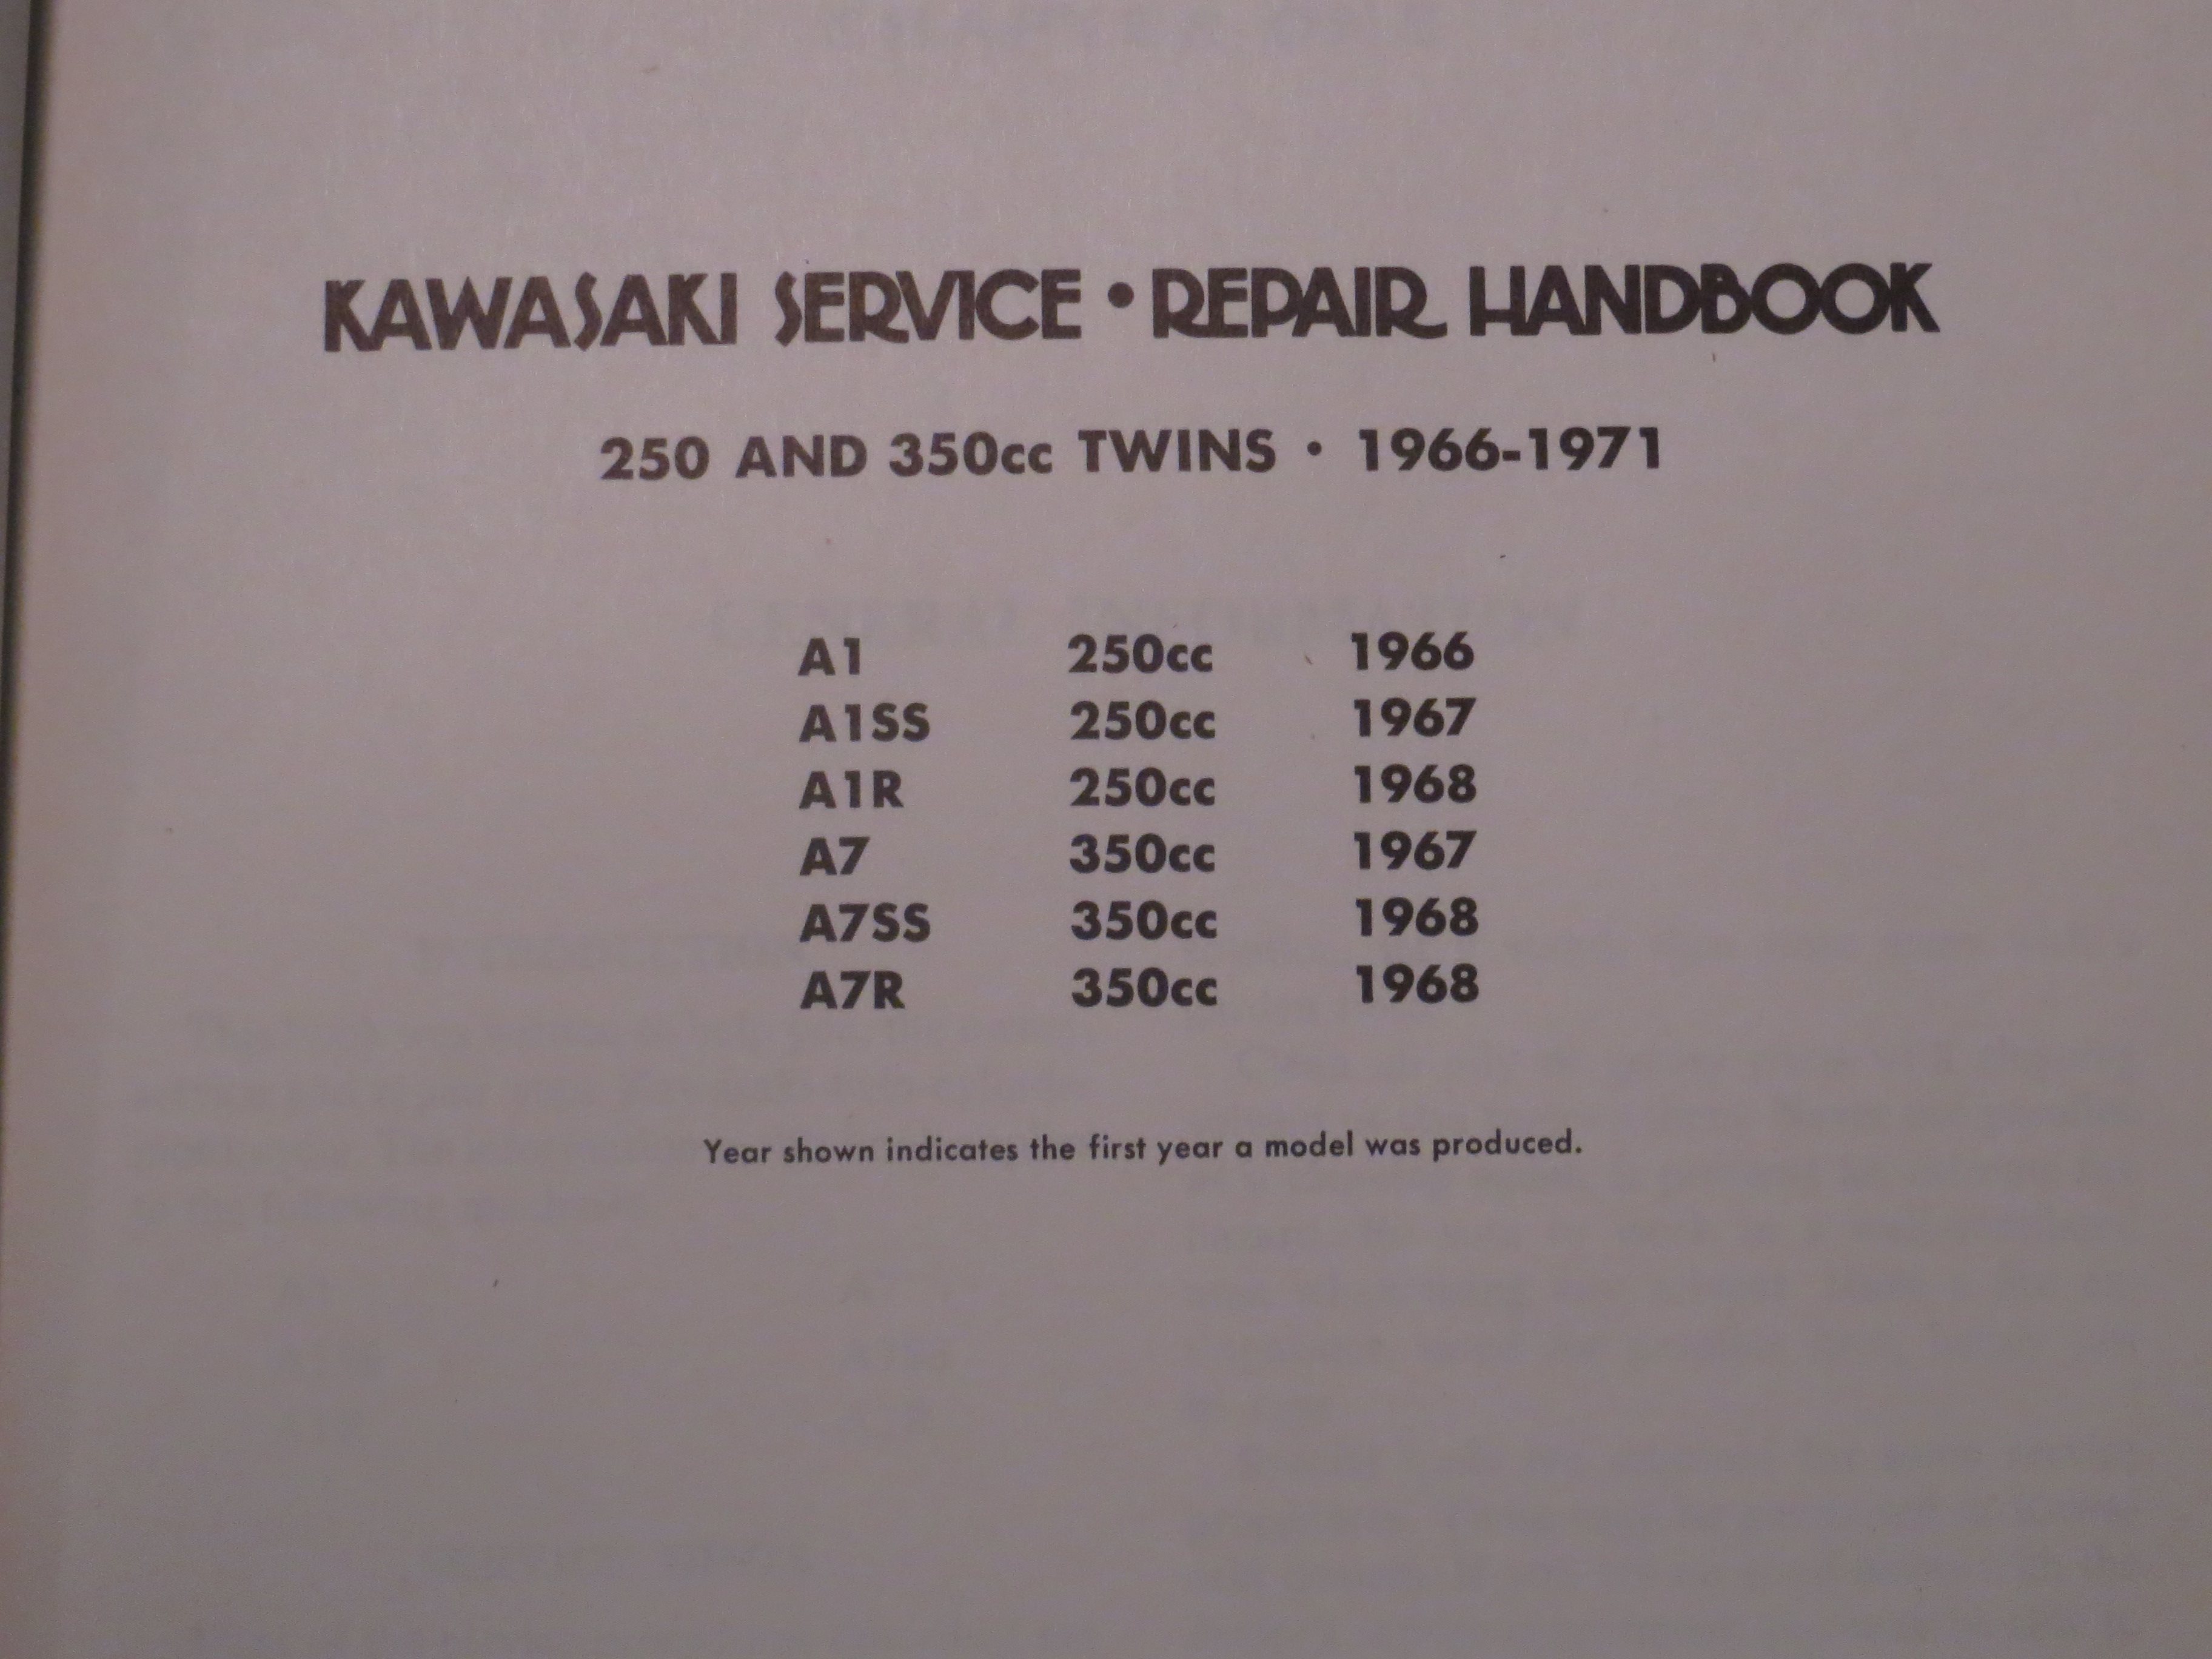 KAWASAKI SERVICE • REPAIR HANDBOOK
250 AND 350cc TWINS • 1966-1971
A1 250cc 1966
A1SS 250cc 1967
A1R 250cc 1968
A7 350cc 1967
A7SS 350cc 1968
A7R 350cc 1968
Year shown indicates the first year a model was produced.